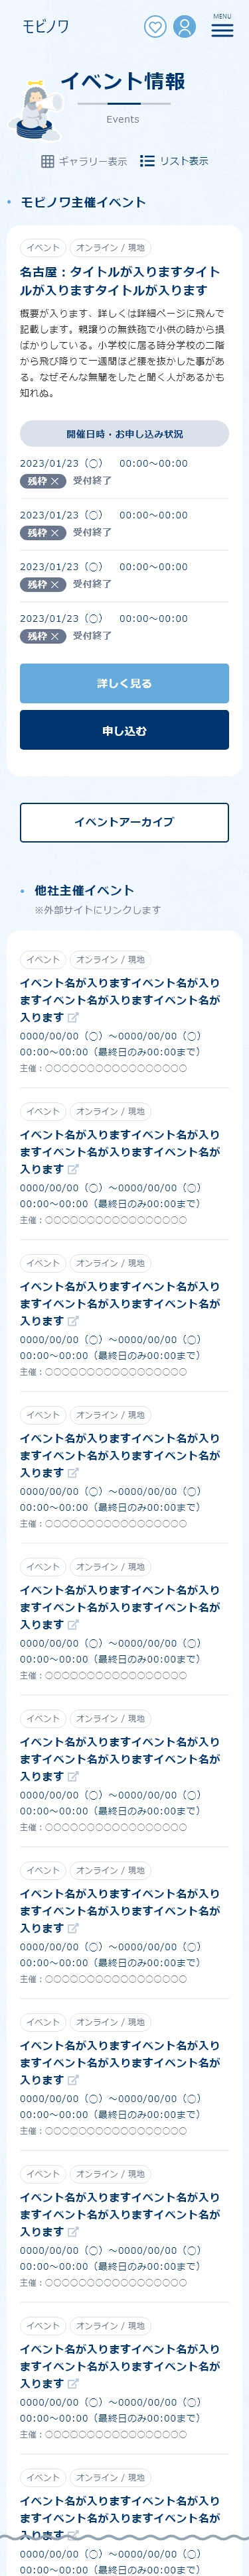 モビノワ
MENU
イベント情報
Events
ギャラリー表示 リスト表示
モビノワ主催イベント
イベント オンライン / 現地
名古屋：タイトルが入りますタイト
ルが入りますタイトルが入ります
概要が入ります、詳しくは詳細ページに飛んで
記載します。親譲りの無鉄砲で小供の時から損
ばかりしている。小学校に居る時分学校の二階
から飛び降りて一週間ほど腰を抜かした事があ
る。なぜそんな無闇をしたと聞く人があるかも
知れぬ。
開催日時・お申し込み状況
2023/01/23（◯） 00:00〜00:00
残枠 × 受付終了
2023/01/23（◯） 00:00〜00:00
残枠 × 受付終了
2023/01/23（◯） 00:00〜00:00
残枠 × 受付終了
2023/01/23（◯） 00:00〜00:00
残枠 × 受付終了
詳しく見る
申し込む
イベントアーカイブ
他社主催イベント
※外部サイトにリンクします
イベント オンライン / 現地
イベント名が入りますイベント名が入り
ますイベント名が入りますイベント名が
入ります
0000/00/00（◯）〜0000/00/00（◯）
00:00〜00:00（最終日のみ00:00まで）
主催：◯◯◯◯◯◯◯◯◯◯◯◯◯◯◯◯◯
イベント オンライン / 現地
イベント名が入りますイベント名が入り
ますイベント名が入りますイベント名が
入ります
0000/00/00（◯）〜0000/00/00（◯）
00:00〜00:00（最終日のみ00:00まで）
主催：◯◯◯◯◯◯◯◯◯◯◯◯◯◯◯◯◯
イベント オンライン / 現地
イベント名が入りますイベント名が入り
ますイベント名が入りますイベント名が
入ります
0000/00/00（◯）〜0000/00/00（◯）
00:00〜00:00（最終日のみ00:00まで）
主催：◯◯◯◯◯◯◯◯◯◯◯◯◯◯◯◯◯
イベント オンライン / 現地
イベント名が入りますイベント名が入り
ますイベント名が入りますイベント名が
入ります
0000/00/00（◯）〜0000/00/00（◯）
00:00〜00:00（最終日のみ00:00まで）
主催：◯◯◯◯◯◯◯◯◯◯◯◯◯◯◯◯◯
イベント オンライン / 現地
イベント名が入りますイベント名が入り
ますイベント名が入りますイベント名が
入ります
0000/00/00（◯）〜0000/00/00（◯）
00:00〜00:00（最終日のみ00:00まで）
主催：◯◯◯◯◯◯◯◯◯◯◯◯◯◯◯◯◯
イベント オンライン / 現地
イベント名が入りますイベント名が入り
ますイベント名が入りますイベント名が
入ります
0000/00/00（◯）〜0000/00/00（◯）
00:00〜00:00（最終日のみ00:00まで）
主催：◯◯◯◯◯◯◯◯◯◯◯◯◯◯◯◯◯
イベント オンライン / 現地
イベント名が入りますイベント名が入り
ますイベント名が入りますイベント名が
入ります
0000/00/00（◯）〜0000/00/00（◯）
00:00〜00:00（最終日のみ00:00まで）
主催：◯◯◯◯◯◯◯◯◯◯◯◯◯◯◯◯◯
イベント オンライン / 現地
イベント名が入りますイベント名が入り
ますイベント名が入りますイベント名が
入ります
0000/00/00（◯）〜0000/00/00（◯）
00:00〜00:00（最終日のみ00:00まで）
主催：◯◯◯◯◯◯◯◯◯◯◯◯◯◯◯◯◯
イベント オンライン / 現地
イベント名が入りますイベント名が入り
ますイベント名が入りますイベント名が
入ります
0000/00/00（◯）〜0000/00/00（◯）
00:00〜00:00（最終日のみ00:00まで）
主催：◯◯◯◯◯◯◯◯◯◯◯◯◯◯◯◯◯
イベント オンライン / 現地
イベント名が入りますイベント名が入り
ますイベント名が入りますイベント名が
入ります
0000/00/00（◯）〜0000/00/00（◯）
00:00〜00:00（最終日のみ00:00まで）
主催：◯◯◯◯◯◯◯◯◯◯◯◯◯◯◯◯◯
イベント オンライン / 現地
イベント名が入りますイベント名が入り
ますイベント名が入りますイベント名が
入ります
0000/00/00（◯）〜0000/00/00（◯）
00:00〜00:00（最終日のみ00:00まで）